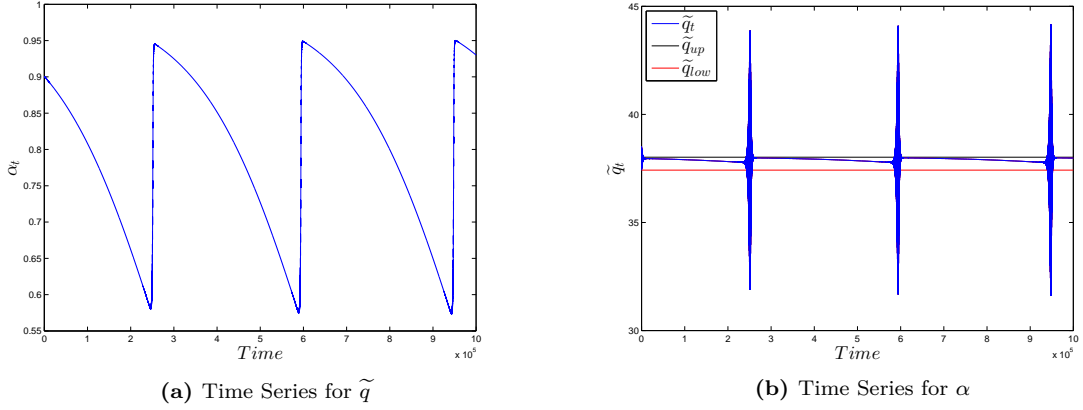 1
0.95
0.9
0.85
0.8
0.75
0.7
0.65
0.6
0.55
α_t
0 1 2 3 4 5 6 7 8 9 10
x 10^5
Time
(a) Time Series for q̃
45
40
35
30
q̃_t
q̃_t
q̃_up
q̃_low
0 1 2 3 4 5 6 7 8 9 10
x 10^5
Time
(b) Time Series for α